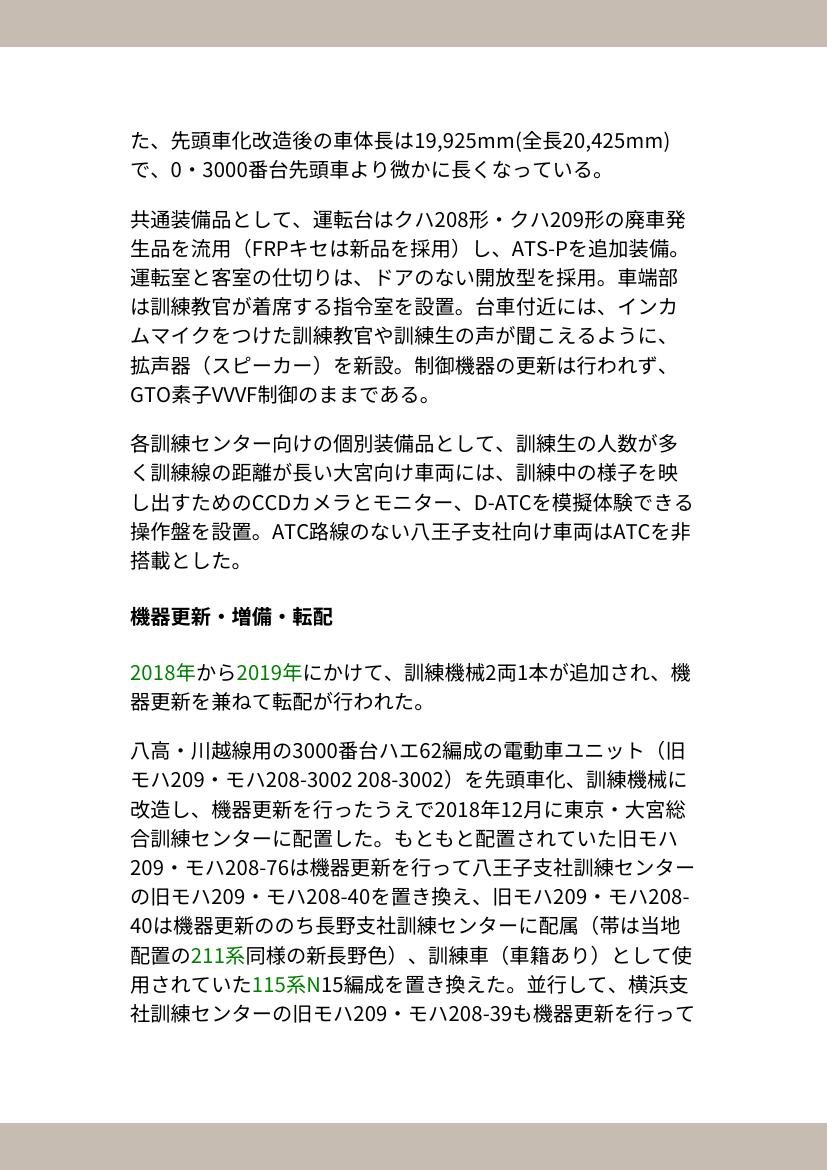 た、先頭車化改造後の車体長は19,925mm(全長20,425mm)
で、0・3000番台先頭車より微かに長くなっている。
共通装備品として、運転台はクハ208形・クハ209形の廃車発
生品を流用（FRPキセは新品を採用）し、ATS-Pを追加装備。
運転室と客室の仕切りは、ドアのない開放型を採用。車端部
は訓練教官が着席する指令室を設置。台車付近には、インカ
ムマイクをつけた訓練教官や訓練生の声が聞こえるように、
拡声器（スピーカー）を新設。制御機器の更新は行われず、
GTO素子VVVF制御のままである。
各訓練センター向けの個別装備品として、訓練生の人数が多
く訓練線の距離が長い大宮向け車両には、訓練中の様子を映
し出すためのCCDカメラとモニター、D-ATCを模擬体験できる
操作盤を設置。ATC路線のない八王子支社向け車両はATCを非
搭載とした。
機器更新・増備・転配
2018年から2019年にかけて、訓練機械2両1本が追加され、機
器更新を兼ねて転配が行われた。
八高・川越線用の3000番台ハエ62編成の電動車ユニット（旧
モハ209・モハ208-3002 208-3002）を先頭車化、訓練機械に
改造し、機器更新を行ったうえで2018年12月に東京・大宮総
合訓練センターに配置した。もともと配置されていた旧モハ
209・モハ208-76は機器更新を行って八王子支社訓練センター
の旧モハ209・モハ208-40を置き換え、旧モハ209・モハ208-
40は機器更新ののち長野支社訓練センターに配属（帯は当地
配置の211系同様の新長野色）、訓練車（車籍あり）として使
用されていた115系N15編成を置き換えた。並行して、横浜支
社訓練センターの旧モハ209・モハ208-39も機器更新を行って